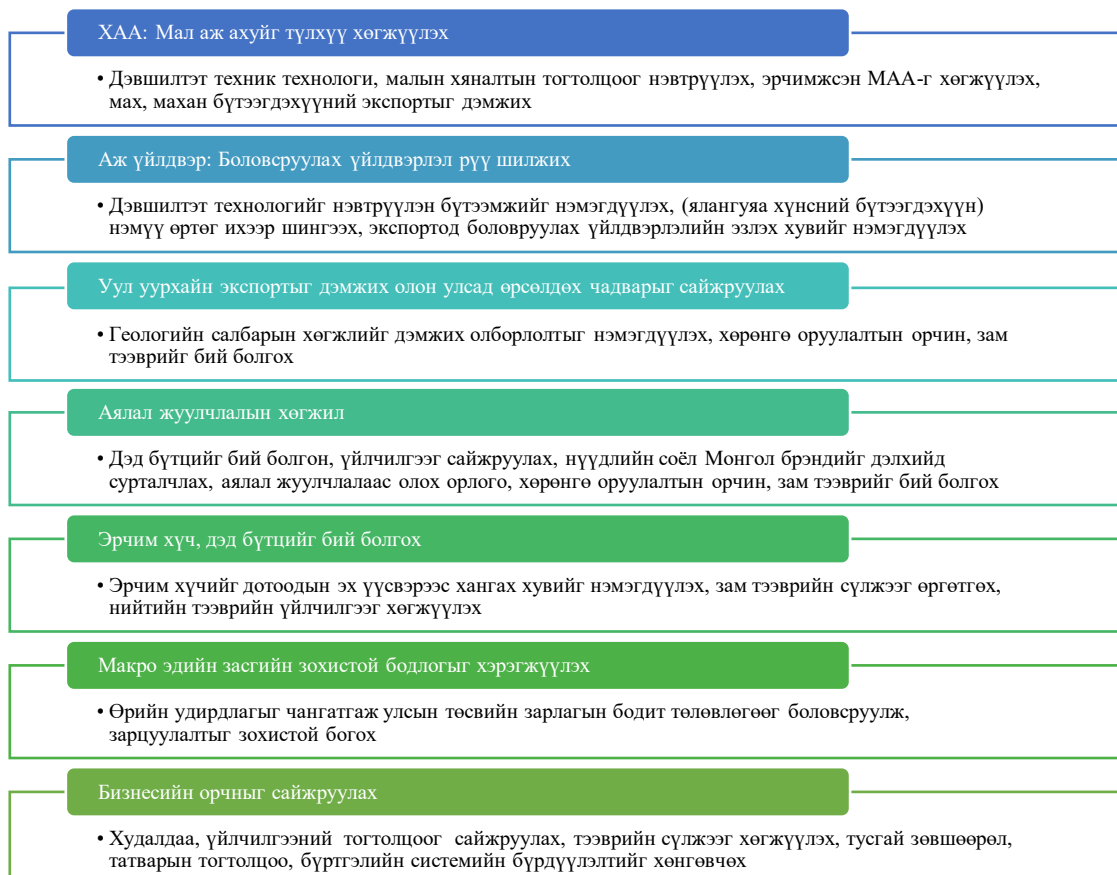 ХАА: Мал аж ахуйг түлхүү хөгжүүлэх
• Дэвшилтэт техник технологи, малын хяналтын тогтолцоог нэвтрүүлэх, эрчимжсэн МАА-г хөгжүүлэх,
мах, махан бүтээгдэхүүний экспортыг дэмжих
Аж үйлдвэр: Боловсруулах үйлдвэрлэл рүү шилжих
• Дэвшилтэт технологийг нэвтрүүлэн бүтээмжийг нэмэгдүүлэх, (ялангуяа хүнсний бүтээгдэхүүн)
нэмүү өртөг ихээр шингээх, экспортод боловруулах үйлдвэрлэлийн эзлэх хувийг нэмэгдүүлэх
Уул уурхайн экспортыг дэмжих олон улсад өрсөлдөх чадварыг сайжруулах
• Геологийн салбарын хөгжлийг дэмжих олборлолтыг нэмэгдүүлэх, хөрөнгө оруулалтын орчин, зам
тээврийг бий болгох
Аялал жуулчлалын хөгжил
• Дэд бүтцийг бий болгон, үйлчилгээг сайжруулах, нүүдлийн соёл Монгол брэндийг дэлхийд
сурталчлах, аялал жуулчлалаас олох орлого, хөрөнгө оруулалтын орчин, зам тээврийг бий болгох
Эрчим хүч, дэд бүтцийг бий болгох
• Эрчим хүчийг дотоодын эх үүсвэрээс хангах хувийг нэмэгдүүлэх, зам тээврийн сүлжээг өргөтгөх,
нийтийн тээврийн үйлчилгээг хөгжүүлэх
Макро эдийн засгийн зохистой бодлогыг хэрэгжүүлэх
• Өрийн удирдлагыг чангатгаж улсын төсвийн зарлагын бодит төлөвлөгөөг боловсруулж,
зарцуулалтыг зохистой богох
Бизнесийн орчныг сайжруулах
• Худалдаа, үйлчилгээний тогтолцоог сайжруулах, тээврийн сүлжээг хөгжүүлэх, тусгай зөвшөөрөл,
татварын тогтолцоо, бүртгэлийн системийн бүрдүүлэлтийг хөнгөвчөх